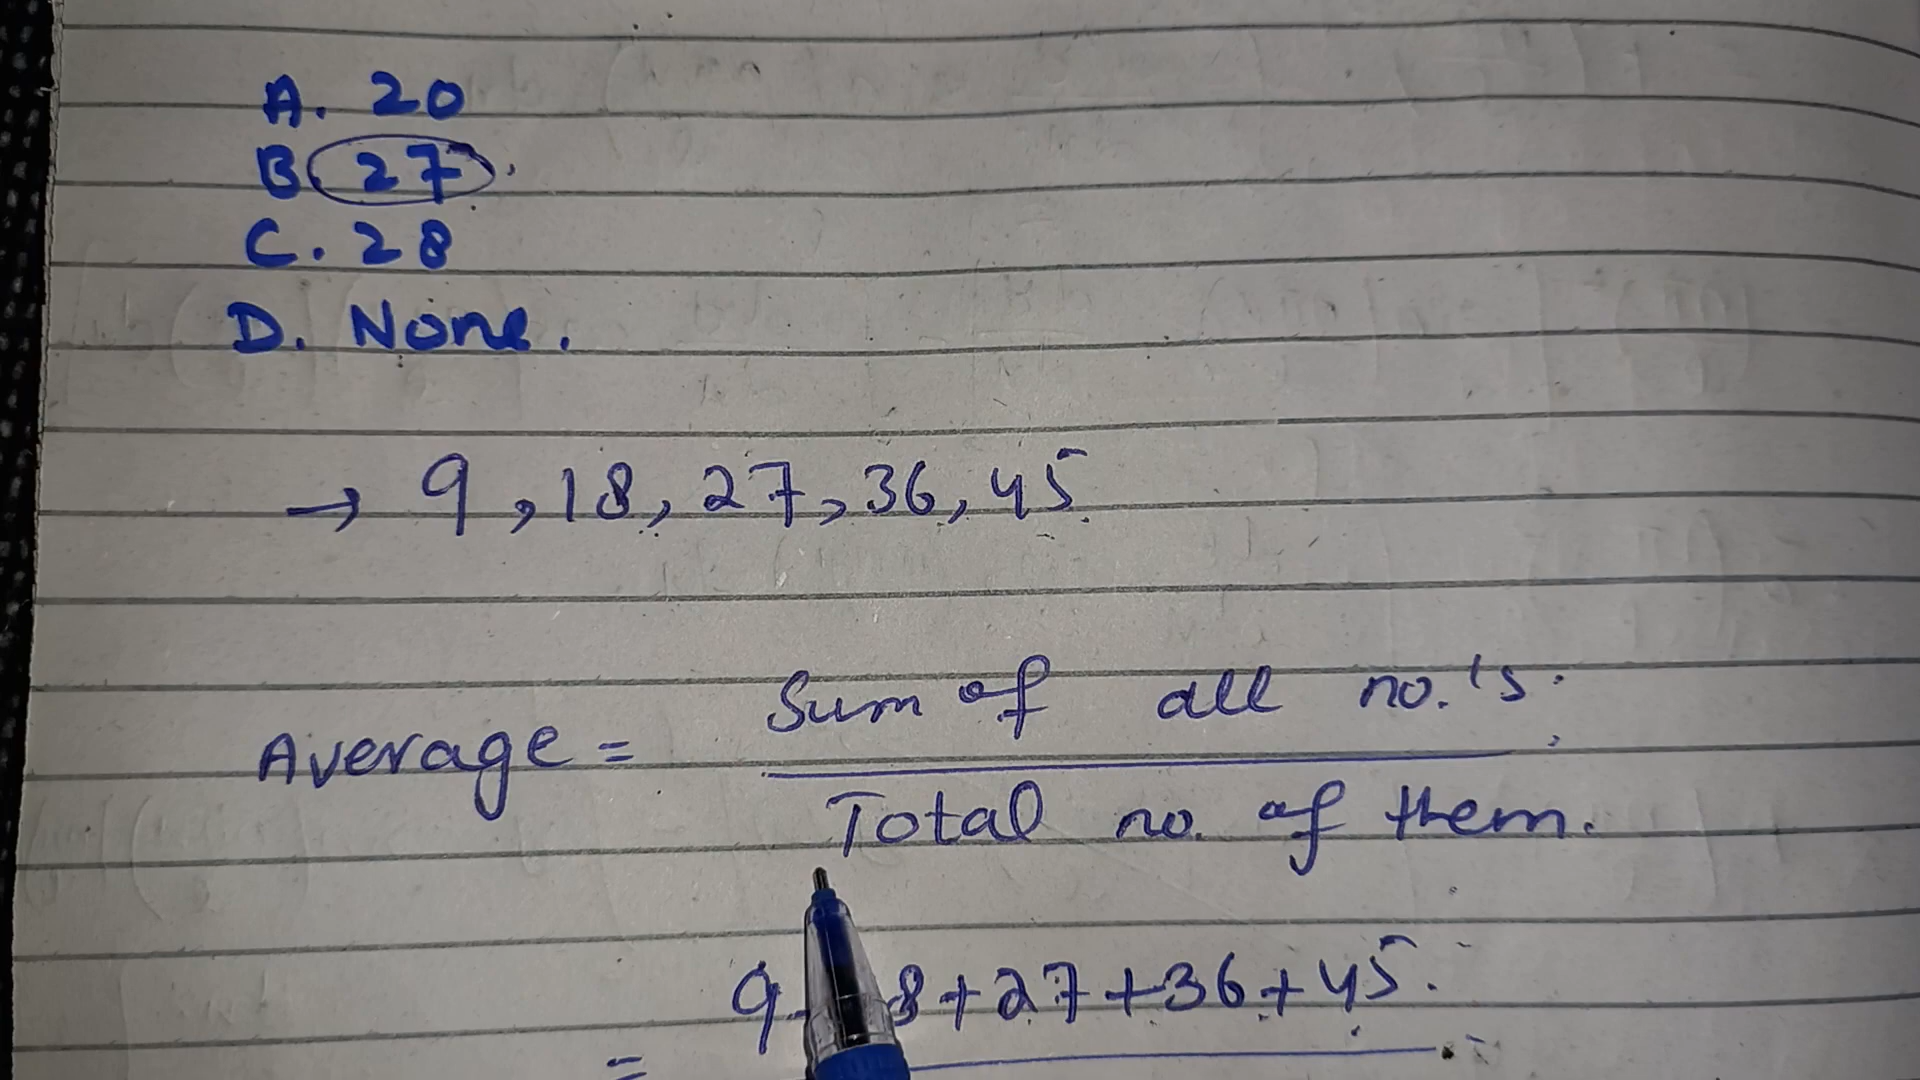 A. 20
B. 27
C. 28
D. None.
→ 9, 18, 27, 36, 45
Sum of all no.'s.
Average =
Total no. of them.
9 8+27+36+45.
=